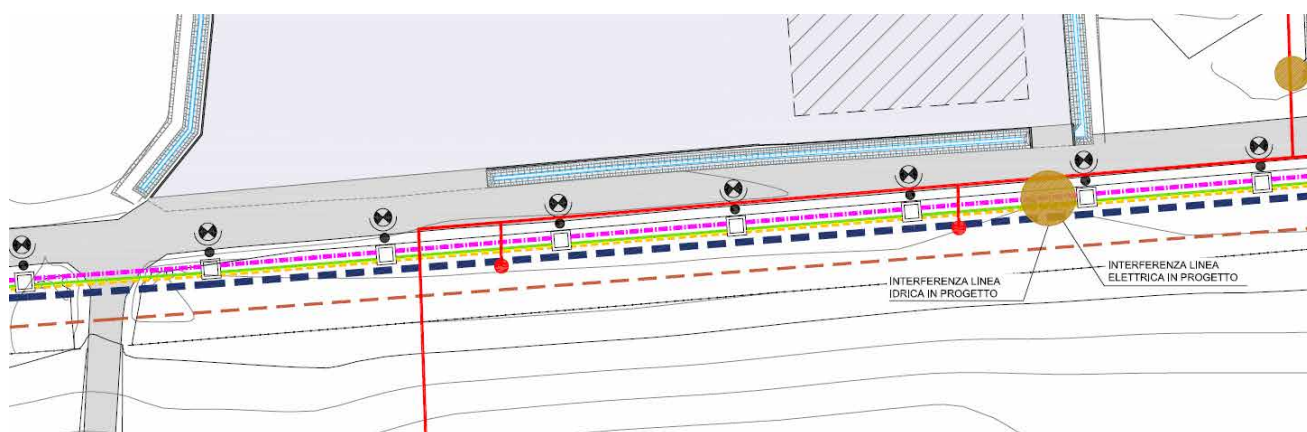 INTERFERENZA LINEA
IDRICA IN PROGETTO
INTERFERENZA LINEA
ELETTRICA IN PROGETTO